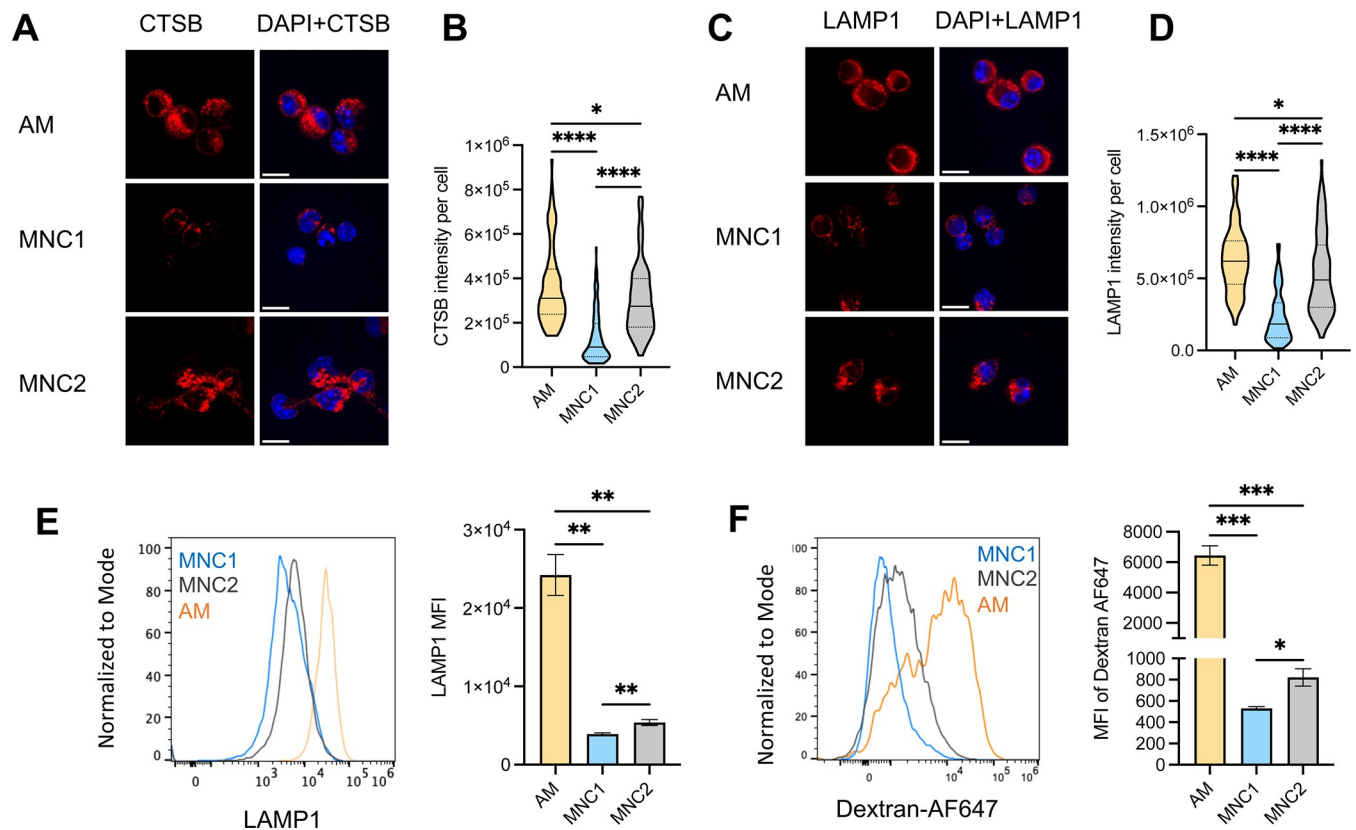 A
CTSB
DAPI+CTSB
AM
MNC1
MNC2
B
CTSB intensity per cell
1×10⁶
8×10⁵
6×10⁵
4×10⁵
2×10⁵
0
*
****
****
AM
MNC1
MNC2
C
LAMP1
DAPI+LAMP1
AM
MNC1
MNC2
D
LAMP1 intensity per cell
1.5×10⁶
1.0×10⁶
5.0×10⁵
0.0
*
****
****
AM
MNC1
MNC2
E
Normalized to Mode
100
80
60
40
20
0
MNC1
MNC2
AM
0
10³
10⁴
10⁵
10⁶
LAMP1
LAMP1 MFI
3×10⁴
2×10⁴
1×10⁴
0
**
**
**
AM
MNC1
MNC2
F
Normalized to Mode
100
80
60
40
20
0
MNC1
MNC2
AM
0
10⁴
10⁵
10⁶
Dextran-AF647
MFI of Dextran AF647
8000
6000
4000
2000
1000
800
600
400
200
0
***
***
*
AM
MNC1
MNC2